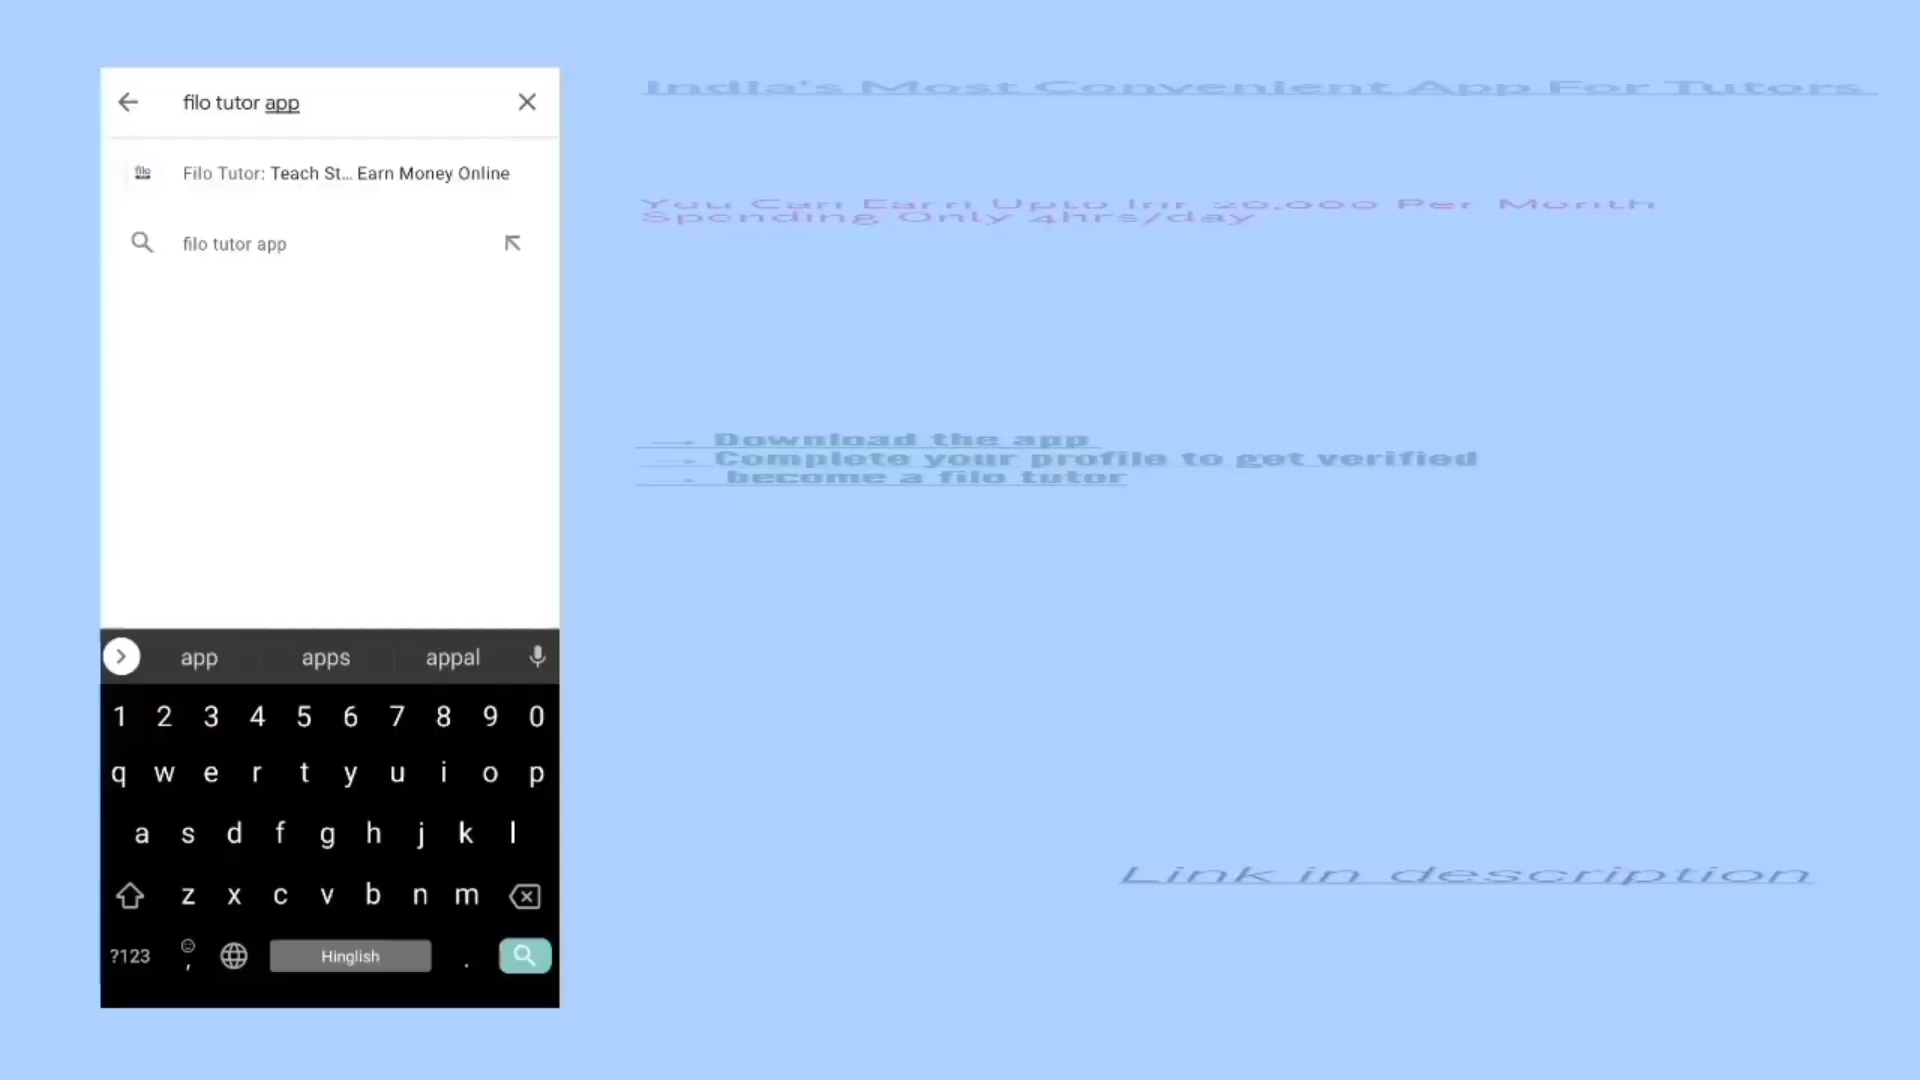 filo tutor app
filo
Filo Tutor: Teach St... Earn Money Online
filo tutor app
app apps appal
1 2 3 4 5 6 7 8 9 0
q w e r t y u i o p
a s d f g h j k l
z x c v b n m
?123 , Hinglish .
India's Most Convenient App For Tutors
You Can Earn Upto Inr 20,000 Per Month
Spending Only 4hrs/day
→ Download the app
→ Complete your profile to get verified
→ become a filo tutor
Link in description